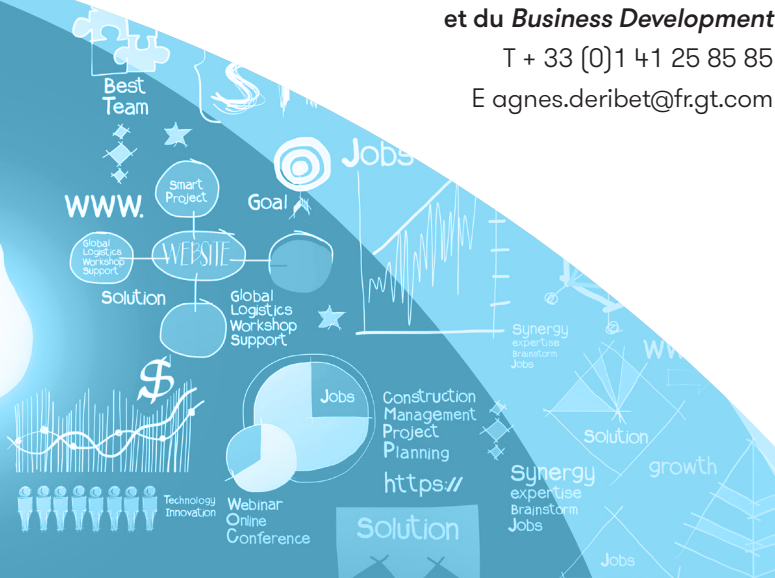 et du Business Development
T + 33 (0)1 41 25 85 85
E agnes.deribet@fr.gt.com
Best
Team
Jobs
Smart
Project
WWW.
Goal
Global
Logistics
Workshop
Support
WEBSITE
Solution
Global
Logistics
Workshop
Support
Synergy
expertise
Brainstorm
Jobs
$
Jobs
Construction
Management
Project
Planning
https://
Solution
growth
Synergy
expertise
Brainstorm
Jobs
Technology
Innovation
Webinar
Online
Conference
Solution
Jobs